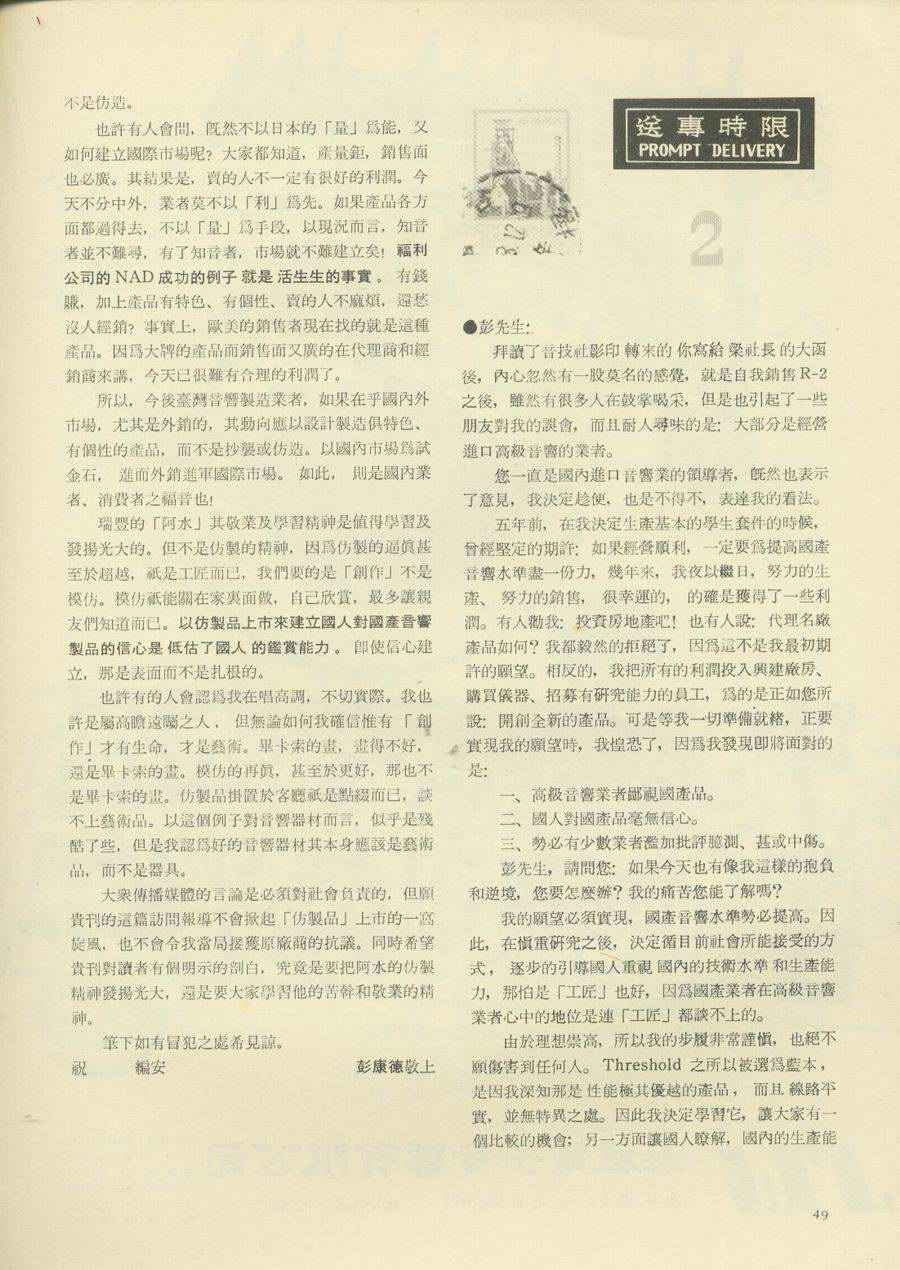 不是仿造。
也許有人會問，旣然不以日本的「量」爲能，又
如何建立國際市場呢？大家都知道，產量鉅，銷售面
也必廣。其結果是，賣的人不一定有很好的利潤。今
天不分中外，業者莫不以「利」爲先。如果產品各方
面都過得去，不以「量」爲手段，以現況而言，知音
者並不難尋，有了知音者，市場就不難建立矣！福利
公司的 NAD 成功的例子就是活生生的事實。有錢
賺，加上產品有特色、有個性、賣的人不麻煩，還愁
沒人經銷？事實上，歐美的銷售者現在找的就是這種
產品。因爲大牌的產品而銷售面又廣的在代理商和經
銷商來講，今天已很難有合理的利潤了。
所以，今後臺灣音響製造業者，如果在乎國內外
市場，尤其是外銷的，其動向應以設計製造俱特色、
有個性的產品，而不是抄襲或仿造。以國內市場爲試
金石，進而外銷進軍國際市場。如此，則是國內業
者、消費者之福音也！
瑞豐的「阿水」其敬業及學習精神是值得學習及
發揚光大的。但不是仿製的精神，因爲仿製的逼眞甚
至於超越，祇是工匠而已，我們要的是「創作」不是
模仿。模仿祇能關在家裏面做，自己欣賞，最多讓親
友們知道而已。以仿製品上市來建立國人對國產音響
製品的信心是低估了國人的鑑賞能力。卽使信心建
立，那是表面而不是扎根的。
也許有的人會認爲我在唱高調，不切實際。我也
許是屬高瞻遠矚之人，但無論如何我確信惟有「創
作」才有生命，才是藝術。畢卡索的畫，畫得不好，
還是畢卡索的畫。模仿的再眞，甚至於更好，那也不
是畢卡索的畫。仿製品掛置於客廳祇是點綴而已，談
不上藝術品。以這個例子對音響器材而言，似乎是殘
酷了些，但是我認爲好的音響器材其本身應該是藝術
品，而不是器具。
大衆傳播媒體的言論是必須對社會負責的，但願
貴刊的這篇訪問報導不會掀起「仿製品」上市的一窩
旋風，也不會令我當局接獲原廠商的抗議。同時希望
貴刊對讀者有個明示的剖白，究竟是要把阿水的仿製
精神發揚光大，還是要大家學習他的苦幹和敬業的精
神。
筆下如有冒犯之處希見諒。
祝　編安　彭康德敬上
送專時限
PROMPT DELIVERY
2
●彭先生：
拜讀了音技社影印轉來的你寫給梁社長的大函
後，內心忽然有一股莫名的感覺，就是自我銷售 R-2
之後，雖然有很多人在鼓掌喝采，但是也引起了一些
朋友對我的誤會，而且耐人尋味的是：大部分是經營
進口高級音響的業者。
您一直是國內進口音響業的領導者，旣然也表示
了意見，我決定趁便，也是不得不，表達我的看法。
五年前，在我決定生產基本的學生套件的時候，
曾經堅定的期許：如果經營順利，一定要爲提高國產
音響水準盡一份力，幾年來，我夜以繼日，努力的生
產、努力的銷售，很幸運的，的確是獲得了一些利
潤。有人勸我：投資房地產吧！也有人說：代理名廠
產品如何？我都毅然的拒絕了，因爲這不是我最初期
許的願望。相反的，我把所有的利潤投入興建廠房、
購買儀器、招募有硏究能力的員工，爲的是正如您所
說：開創全新的產品。可是等我一切準備就緒，正要
實現我的願望時，我惶恐了，因爲我發現卽將面對的
是：
一、高級音響業者鄙視國產品。
二、國人對國產品毫無信心。
三、勢必有少數業者濫加批評臆測、甚或中傷。
彭先生，請問您：如果今天也有像我這樣的抱負
和逆境，您要怎麼辦？我的痛苦您能了解嗎？
我的願望必須實現，國產音響水準勢必提高。因
此，在愼重硏究之後，決定循目前社會所能接受的方
式，逐步的引導國人重視國內的技術水準和生產能
力，那怕是「工匠」也好，因爲國產業者在高級音響
業者心中的地位是連「工匠」都談不上的。
由於理想崇高，所以我的步履非常謹愼，也絕不
願傷害到任何人。Threshold 之所以被選爲藍本，
是因我深知那是性能極其優越的產品，而且線路平
實，並無特異之處。因此我決定學習它，讓大家有一
個比較的機會；另一方面讓國人瞭解，國內的生產能
49